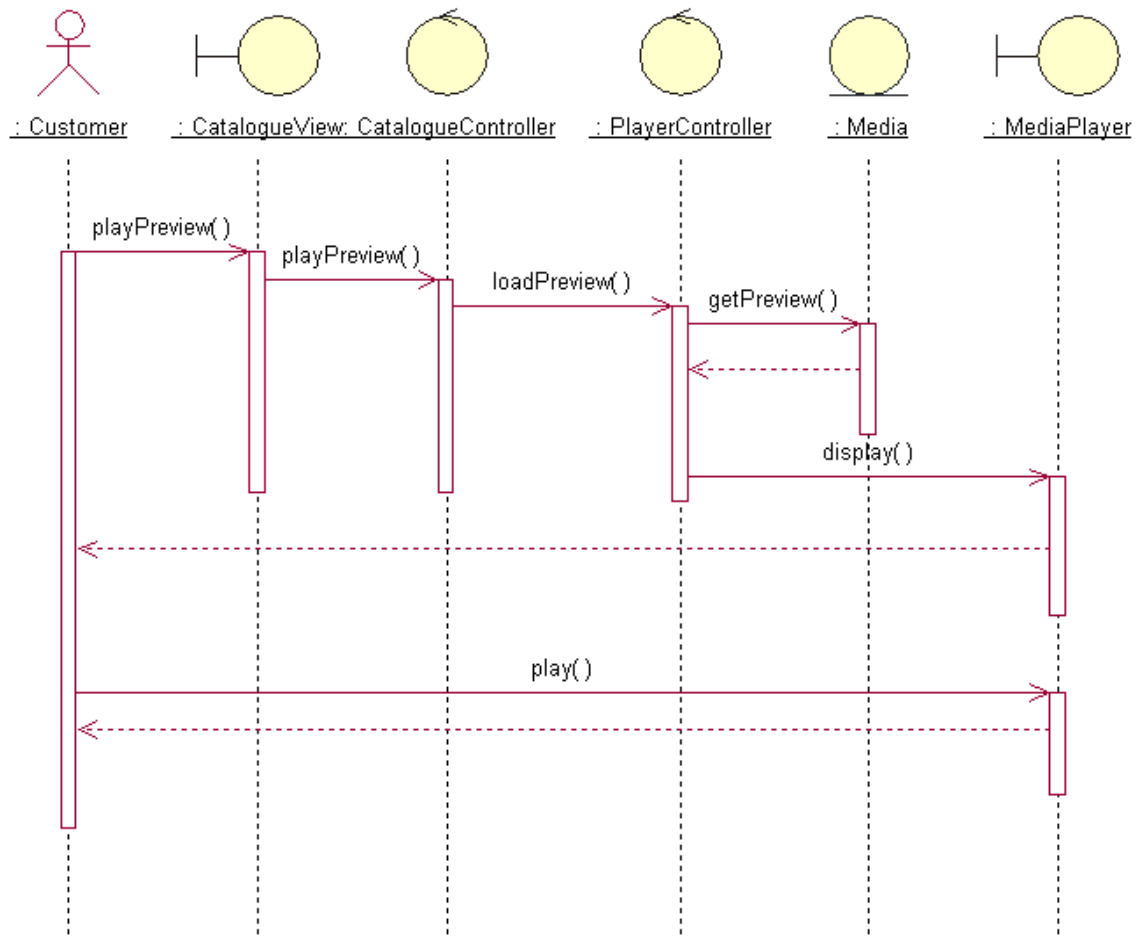 : Customer
: CatalogueView
: CatalogueController
: PlayerController
: Media
: MediaPlayer
playPreview( )
playPreview( )
loadPreview( )
getPreview( )
display( )
play( )